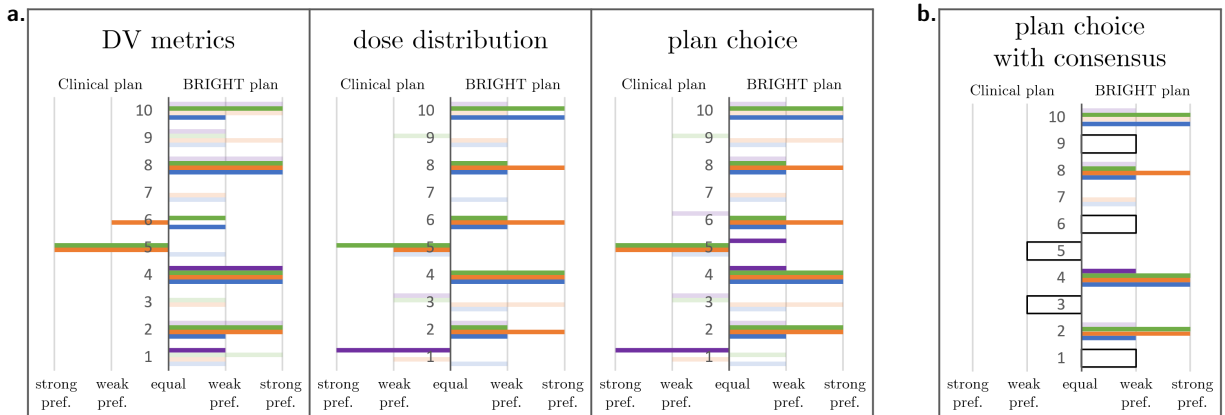 a.
DV metrics
Clinical plan BRIGHT plan
10
9
8
7
6
5
4
3
2
1
strong pref. weak pref. equal weak pref. strong pref.
dose distribution
Clinical plan BRIGHT plan
10
9
8
7
6
5
4
3
2
1
strong pref. weak pref. equal weak pref. strong pref.
plan choice
Clinical plan BRIGHT plan
10
9
8
7
6
5
4
3
2
1
strong pref. weak pref. equal weak pref. strong pref.
b.
plan choice
with consensus
Clinical plan BRIGHT plan
10
9
8
7
6
5
4
3
2
1
strong pref. weak pref. equal weak pref. strong pref.